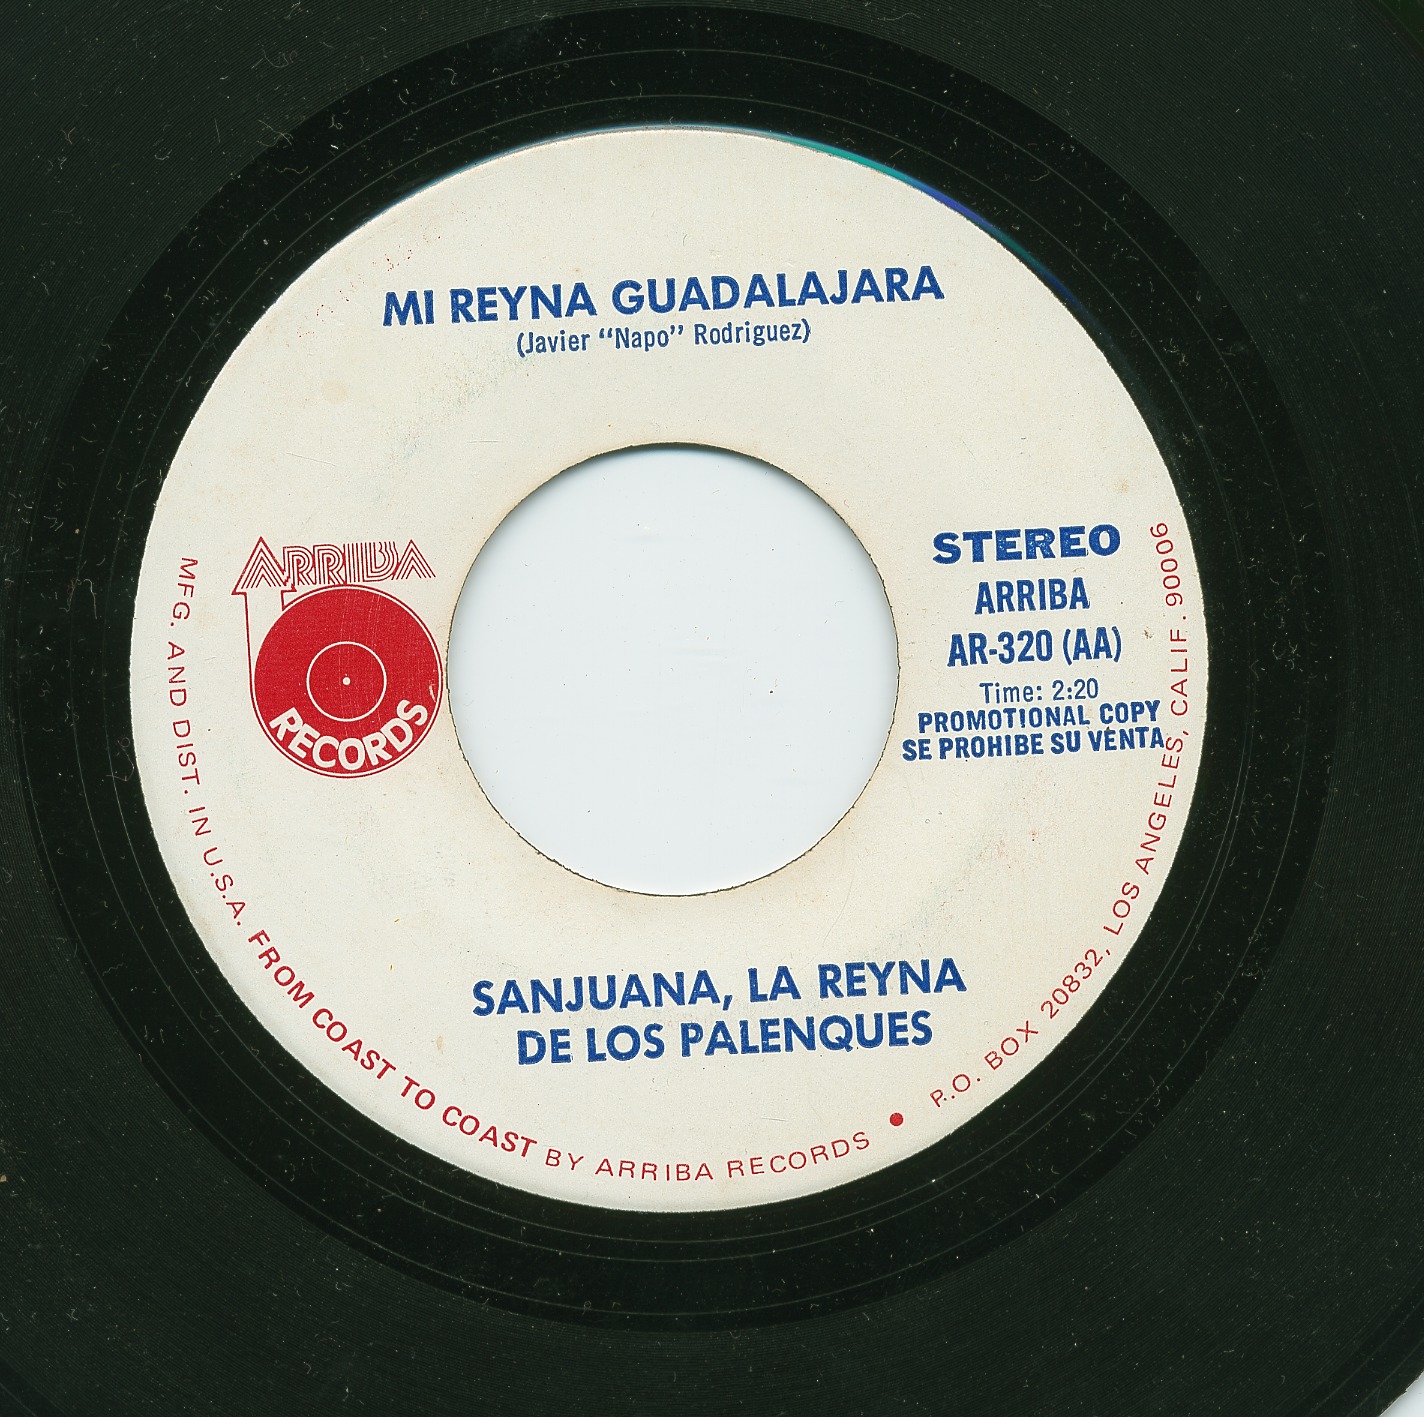 MI REYNA GUADALAJARA
(Javier “Napo” Rodriguez)
ARRIBA
RECORDS
STEREO
ARRIBA
AR-320 (AA)
Time: 2:20
PROMOTIONAL COPY
SE PROHIBE SU VENTA
SANJUANA, LA REYNA
DE LOS PALENQUES
MFG. AND DIST. IN U.S.A. FROM COAST TO COAST BY ARRIBA RECORDS • P.O. BOX 20832, LOS ANGELES, CALIF. 90006